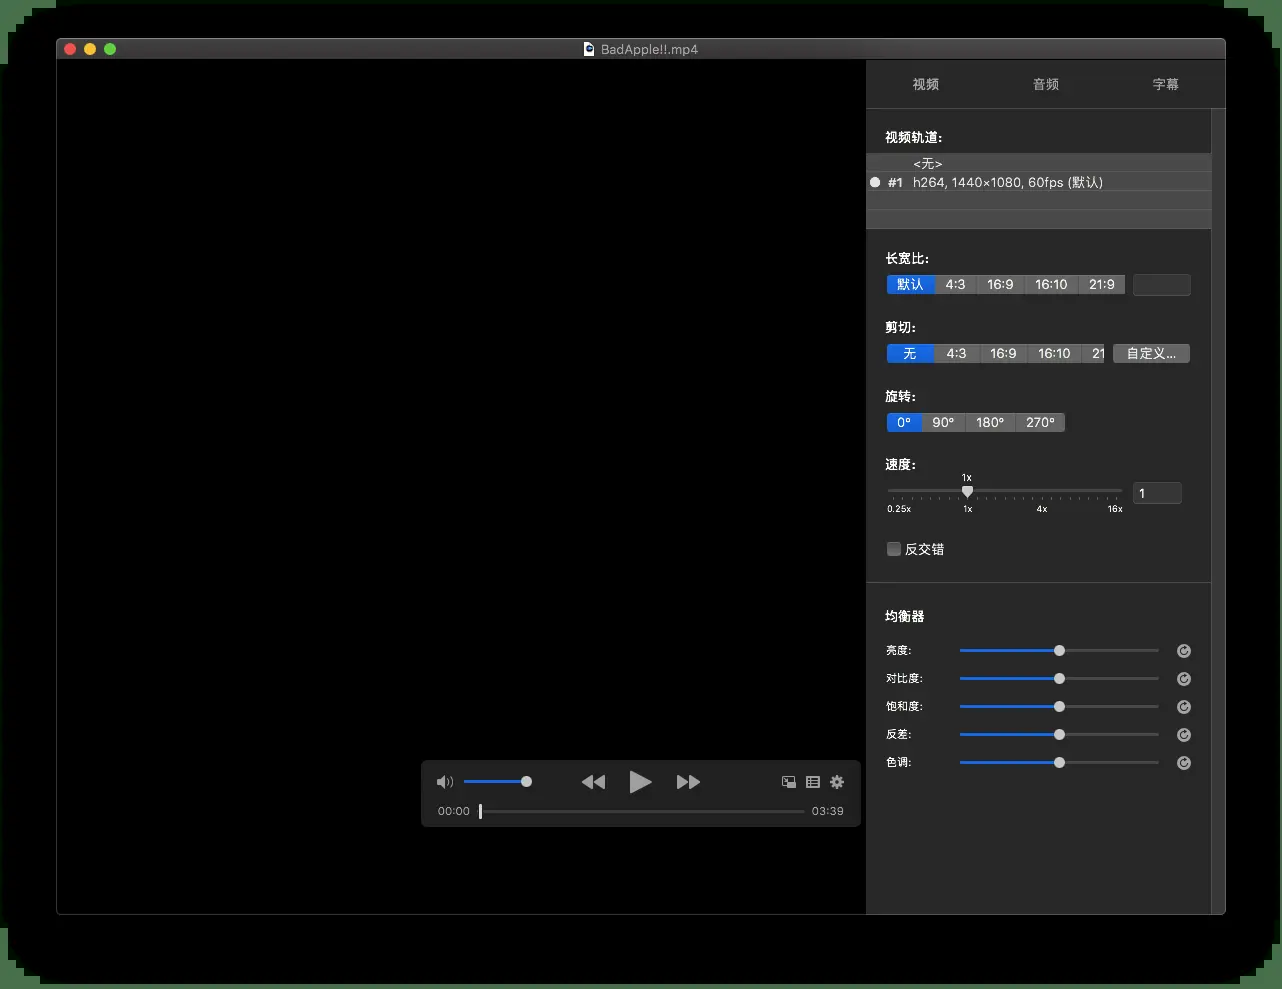 BadApple!!.mp4
视频 音频 字幕
视频轨道:
<无>
#1 h264, 1440×1080, 60fps (默认)
长宽比:
默认 4:3 16:9 16:10 21:9
剪切:
无 4:3 16:9 16:10 21 自定义...
旋转:
0° 90° 180° 270°
速度:
1x
1
0.25x 1x 4x 16x
反交错
均衡器
亮度:
对比度:
饱和度:
反差:
色调:
00:00 03:39